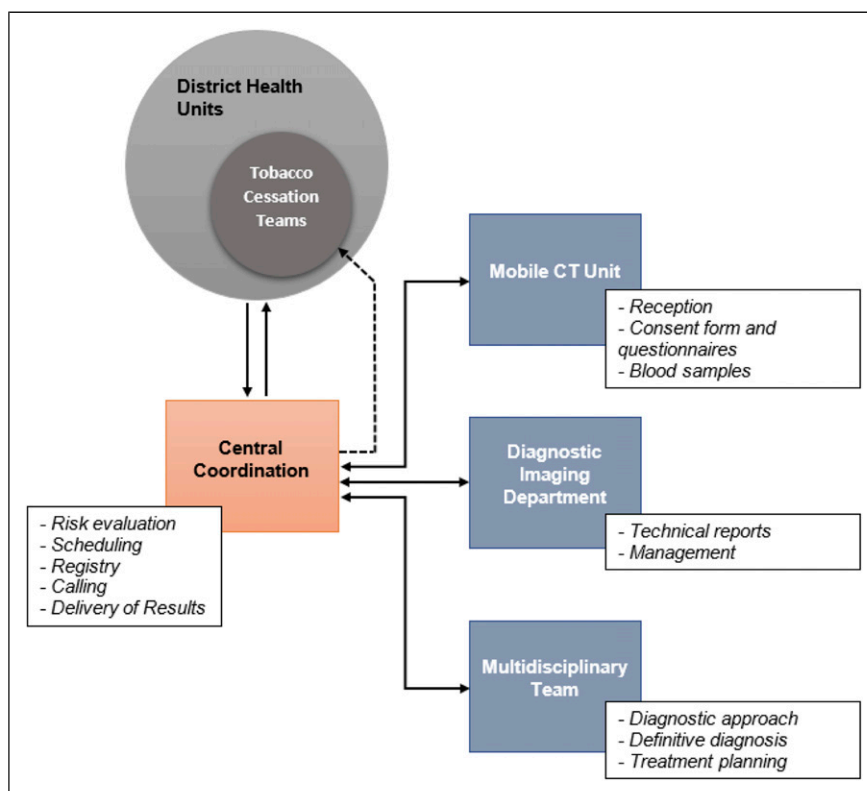 District Health
Units
Tobacco
Cessation
Teams
Mobile CT Unit
- Reception
- Consent form and
questionnaires
- Blood samples
Central
Coordination
- Risk evaluation
- Scheduling
- Registry
- Calling
- Delivery of Results
Diagnostic
Imaging
Department
- Technical reports
- Management
Multidisciplinary
Team
- Diagnostic approach
- Definitive diagnosis
- Treatment planning